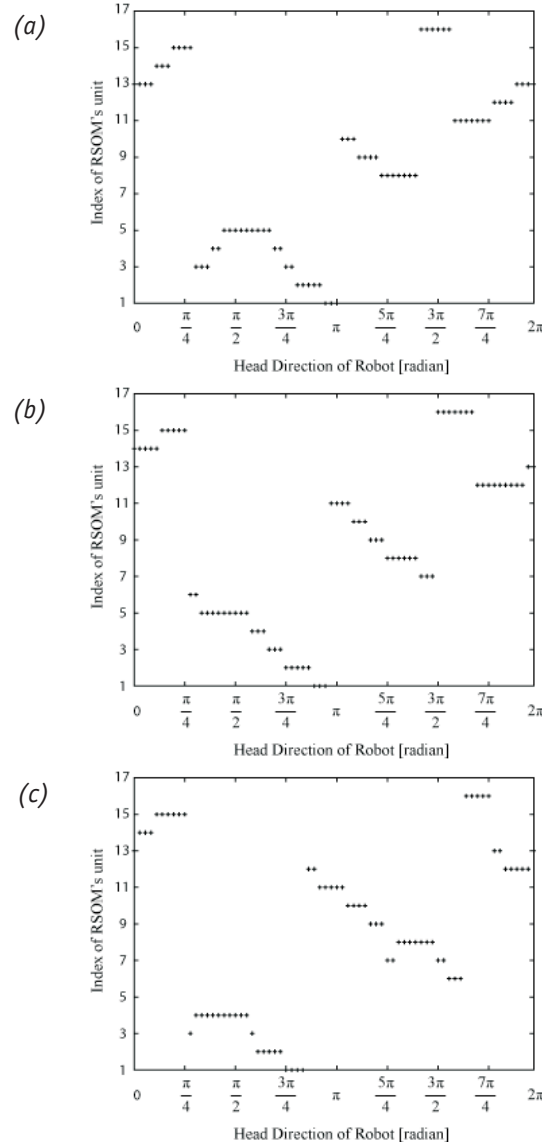 (a)
17
15
13
11
9
7
5
3
1
Index of RSOM's unit
0 π/4 π/2 3π/4 π 5π/4 3π/2 7π/4 2π
Head Direction of Robot [radian]
(b)
17
15
13
11
9
7
5
3
1
Index of RSOM's unit
0 π/4 π/2 3π/4 π 5π/4 3π/2 7π/4 2π
Head Direction of Robot [radian]
(c)
17
15
13
11
9
7
5
3
1
Index of RSOM's unit
0 π/4 π/2 3π/4 π 5π/4 3π/2 7π/4 2π
Head Direction of Robot [radian]